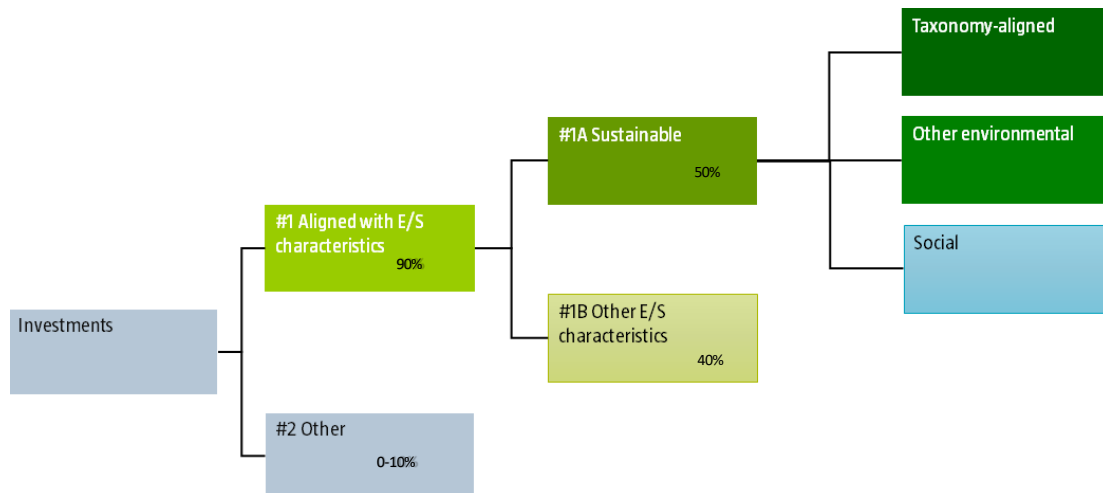 Taxonomy-aligned
#1A Sustainable
50%
Other environmental
#1 Aligned with E/S
characteristics
90%
Social
Investments
#1B Other E/S
characteristics
40%
#2 Other
0-10%